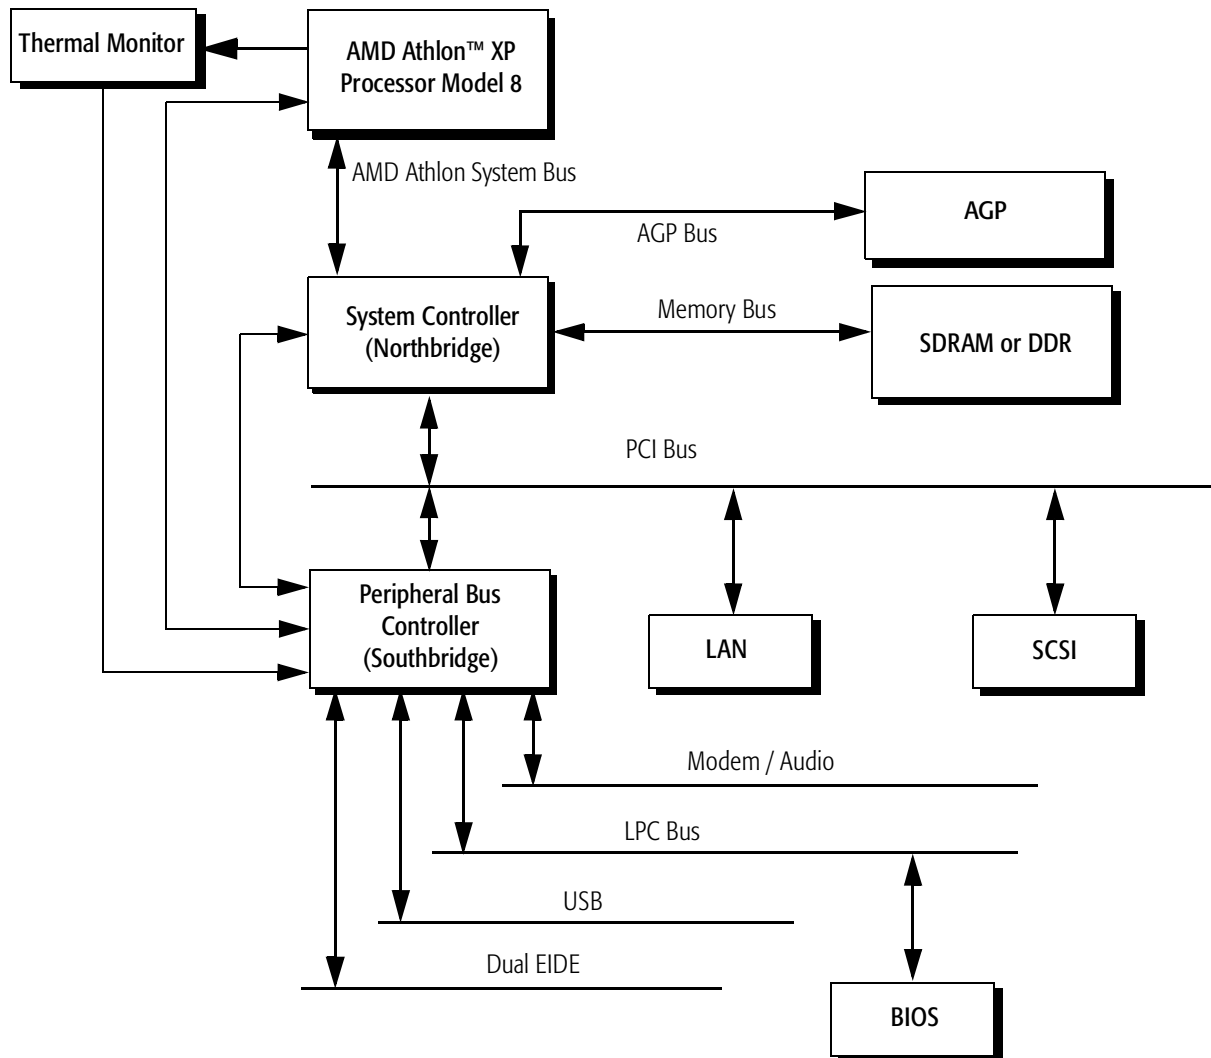 Thermal Monitor
AMD Athlon™ XP
Processor Model 8
AMD Athlon System Bus
AGP
AGP Bus
System Controller
(Northbridge)
Memory Bus
SDRAM or DDR
PCI Bus
Peripheral Bus
Controller
(Southbridge)
LAN
SCSI
Modem / Audio
LPC Bus
USB
Dual EIDE
BIOS